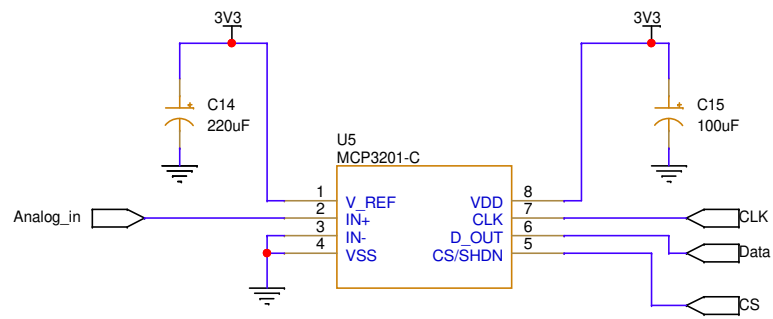 3V3
3V3
C14
220uF
C15
100uF
U5
MCP3201-C
1 V_REF VDD 8
Analog_in 2 IN+ CLK 7 CLK
3 IN- D_OUT 6
4 VSS CS/SHDN 5 Data
CS